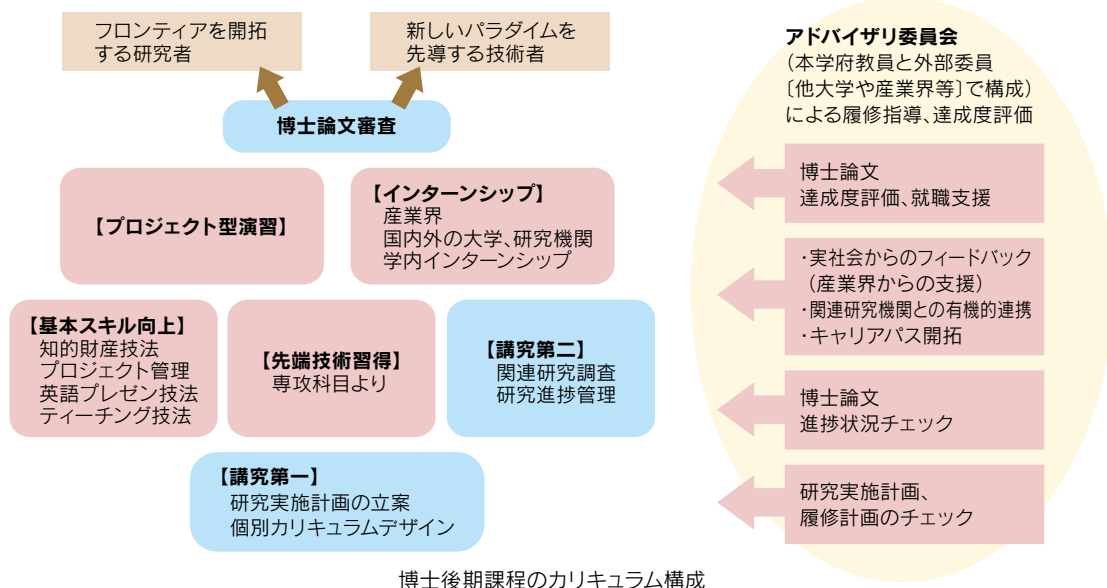 フロンティアを開拓
する研究者
新しいパラダイムを
先導する技術者
博士論文審査
【プロジェクト型演習】
【インターンシップ】
産業界
国内外の大学、研究機関
学内インターンシップ
【基本スキル向上】
知的財産技法
プロジェクト管理
英語プレゼン技法
ティーチング技法
【先端技術習得】
専攻科目より
【講究第二】
関連研究調査
研究進捗管理
【講究第一】
研究実施計画の立案
個別カリキュラムデザイン
アドバイザリ委員会
(本学府教員と外部委員
〔他大学や産業界等〕で構成)
による履修指導、達成度評価
博士論文
達成度評価、就職支援
・実社会からのフィードバック
(産業界からの支援)
・関連研究機関との有機的連携
・キャリアパス開拓
博士論文
進捗状況チェック
研究実施計画、
履修計画のチェック
博士後期課程のカリキュラム構成